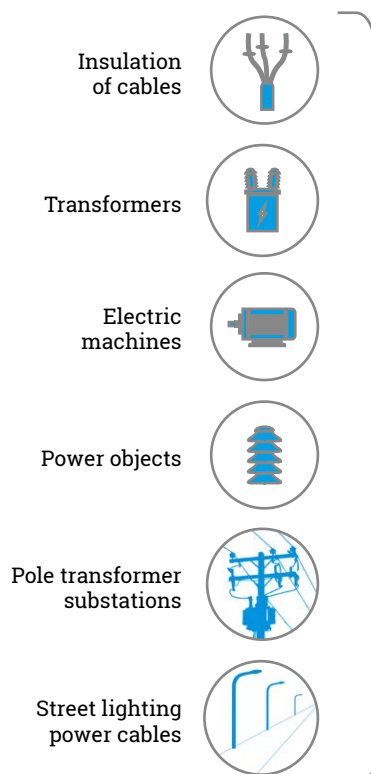 Insulation
of cables
Transformers
Electric
machines
Power objects
Pole transformer
substations
Street lighting
power cables